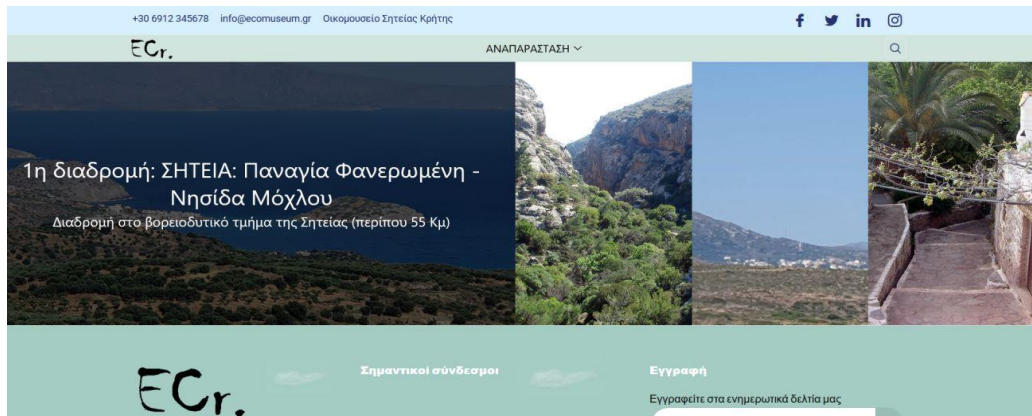 +30 6912 345678 info@ecomuseum.gr Οικομουσείο Σητείας Κρήτης
ECr.
ΑΝΑΠΑΡΑΣΤΑΣΗ
1η διαδρομή: ΣΗΤΕΙΑ: Παναγία Φανερωμένη -
Νησίδα Μόχλου
Διαδρομή στο βορειοδυτικό τμήμα της Σητείας (περίπου 55 Κμ)
ECr.
Σημαντικοί σύνδεσμοι
Εγγραφή
Εγγραφείτε στα ενημερωτικά δελτία μας